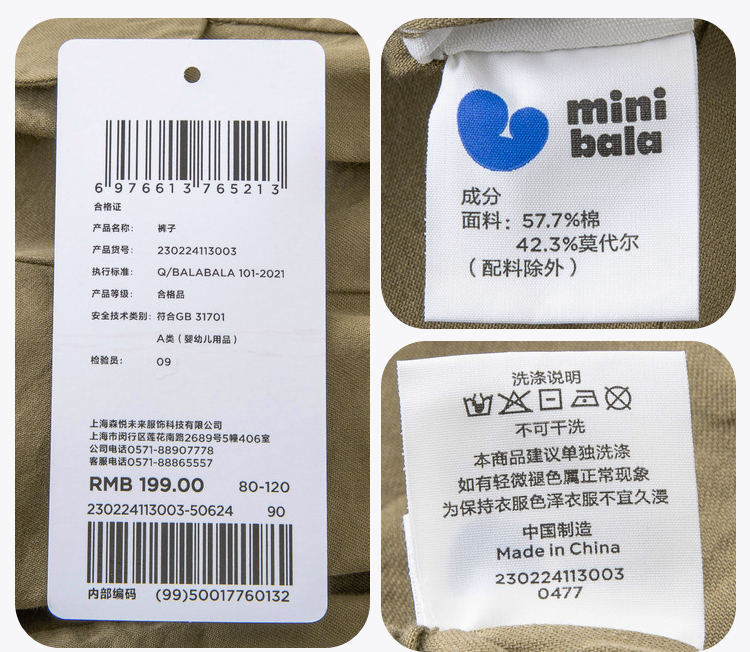 6 976613 765213
合格证
产品名称: 裤子
产品货号: 230224113003
执行标准: Q/BALABALA 101-2021
产品等级: 合格品
安全技术类别: 符合GB 31701
A类（婴幼儿用品）
检验员: 09
上海森悦未来服饰科技有限公司
上海市闵行区莲花南路2689号5幢406室
公司电话0571-88907778
客服电话0571-88865557
RMB 199.00 80-120
230224113003-50624 90
内部编码 (99)50017760132
mini
bala
成分
面料: 57.7%棉
42.3%莫代尔
（配料除外）
洗涤说明
不可干洗
本商品建议单独洗涤
如有轻微褪色属正常现象
为保持衣服色泽衣服不宜久浸
中国制造
Made in China
230224113003
0477